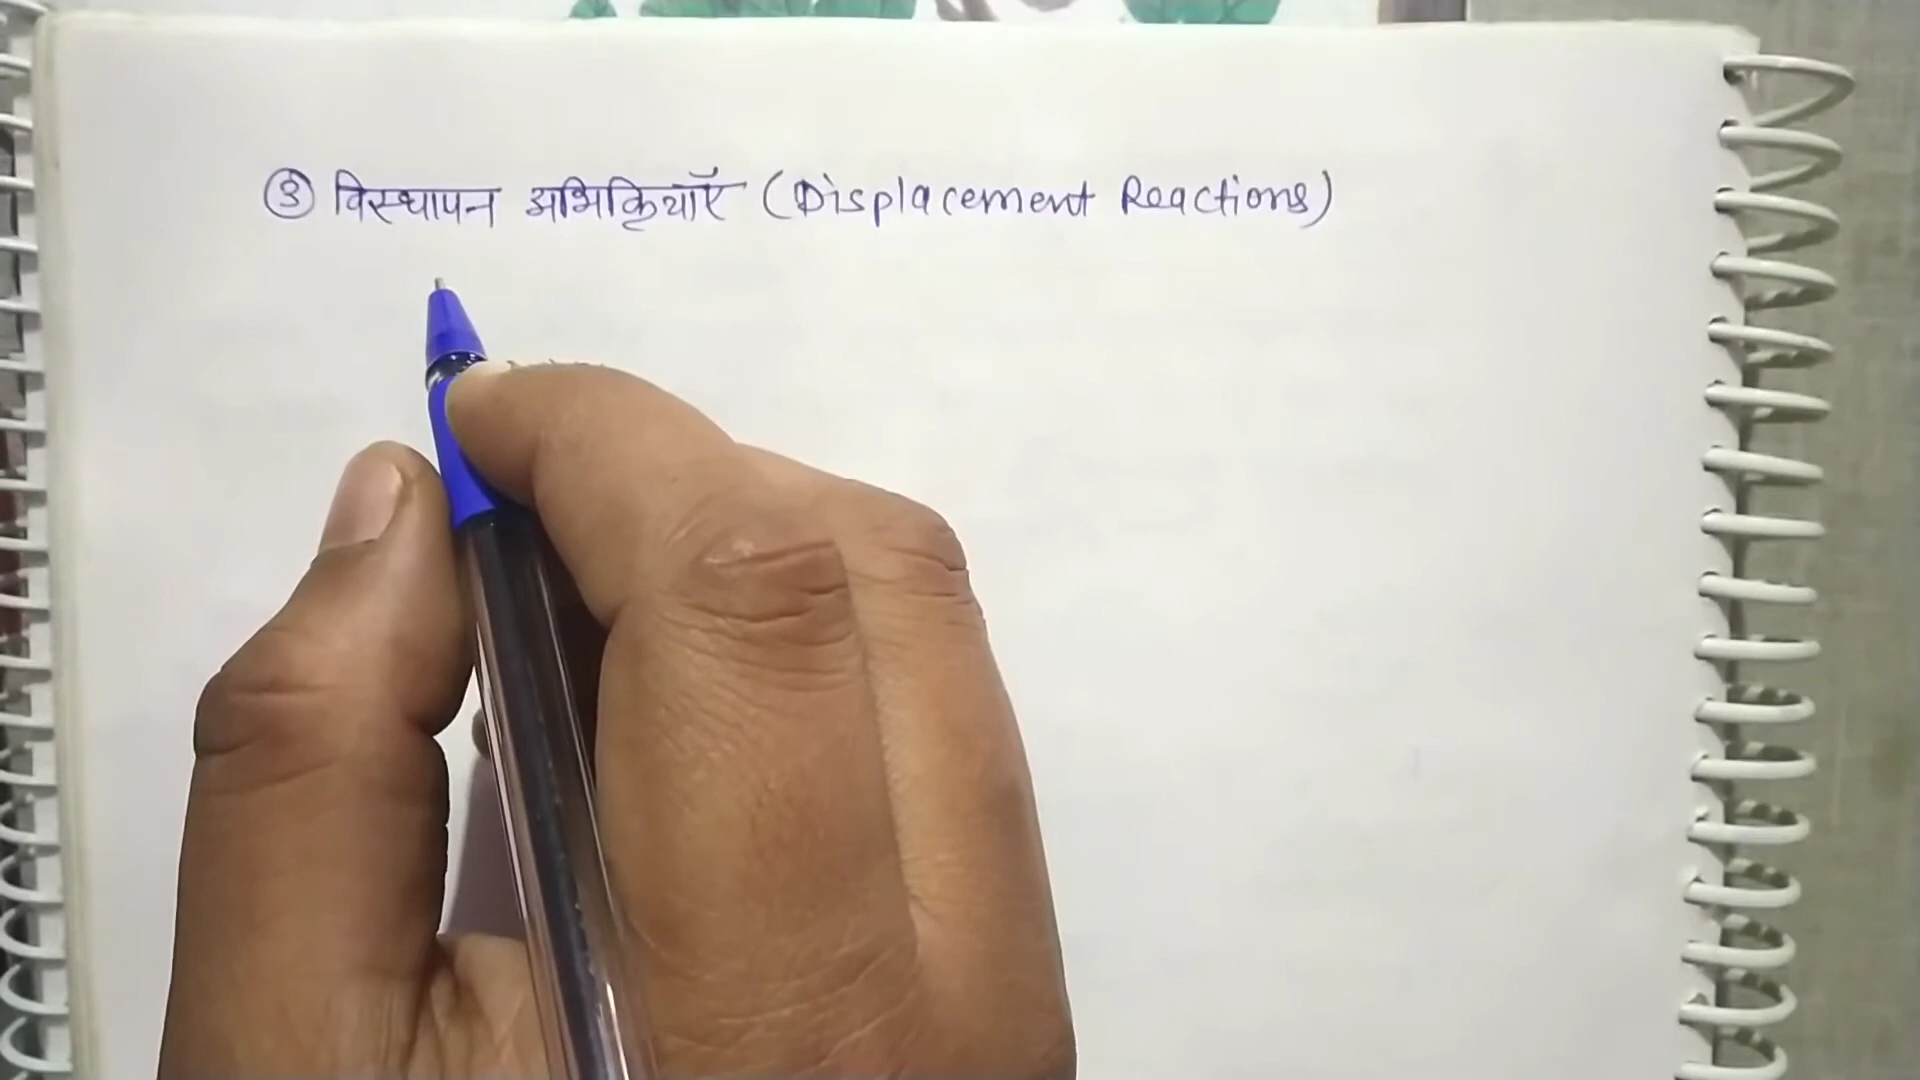 ③ विस्थापन अभिक्रियाएँ (Displacement Reactions)